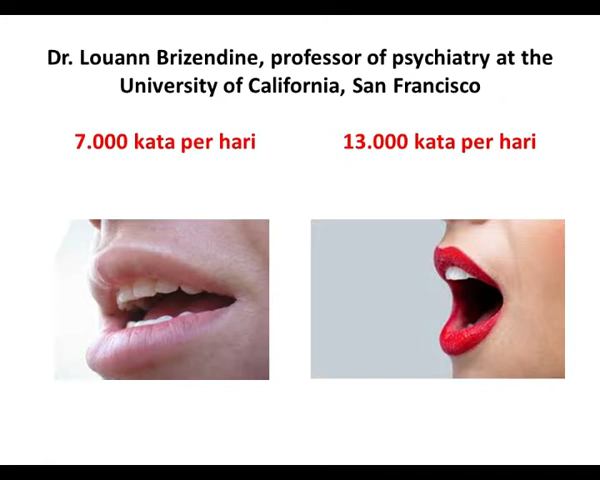 Dr. Louann Brizendine, professor of psychiatry at the
University of California, San Francisco
7.000 kata per hari
13.000 kata per hari